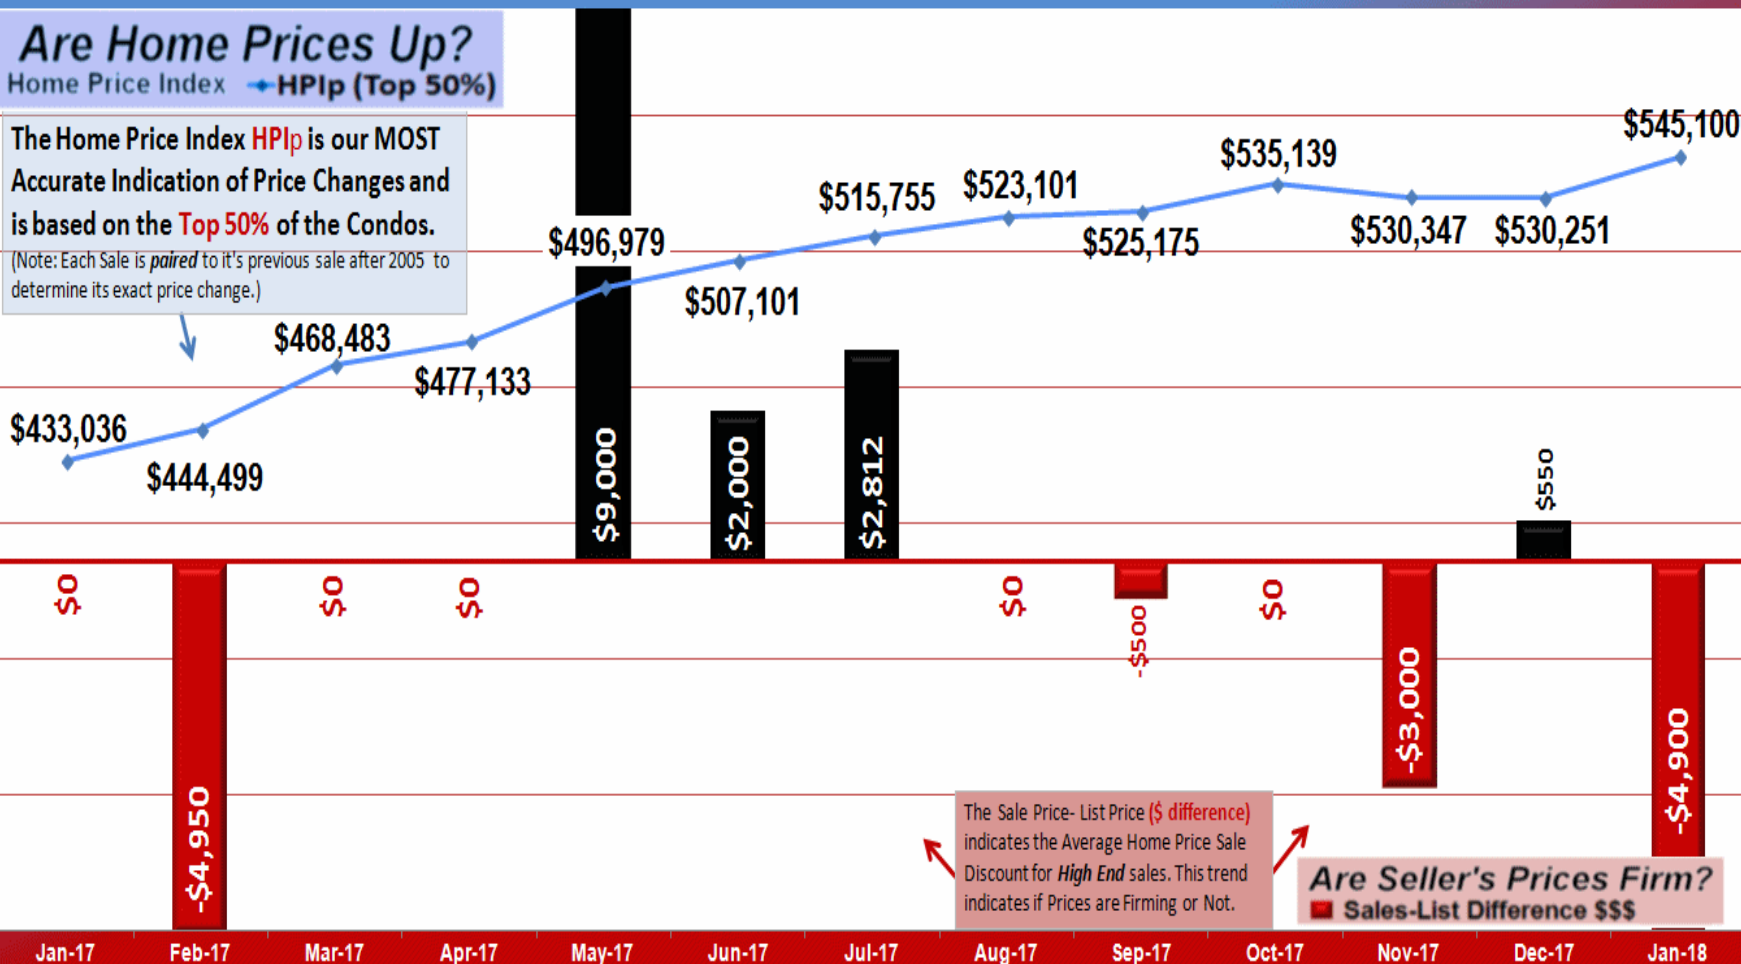 Are Home Prices Up?
Home Price Index HPIp (Top 50%)
The Home Price Index HPIp is our MOST
Accurate Indication of Price Changes and
is based on the Top 50% of the Condos.
(Note: Each Sale is paired to it's previous sale after 2005 to
determine its exact price change.)
$433,036
$444,499
$468,483
$477,133
$496,979
$507,101
$515,755
$523,101
$525,175
$535,139
$530,347
$530,251
$545,100
$0
-$4,950
$0
$0
$9,000
$2,000
$2,812
$0
-$500
$0
-$3,000
$550
-$4,900
The Sale Price- List Price ($ difference)
indicates the Average Home Price Sale
Discount for High End sales. This trend
indicates if Prices are Firming or Not.
Are Seller's Prices Firm?
Sales-List Difference $$$
Jan-17 Feb-17 Mar-17 Apr-17 May-17 Jun-17 Jul-17 Aug-17 Sep-17 Oct-17 Nov-17 Dec-17 Jan-18